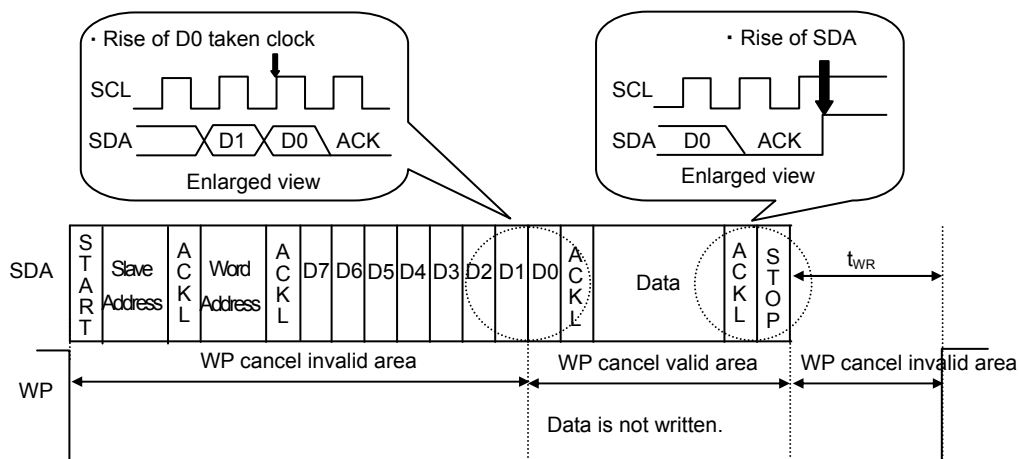 ・Rise of D0 taken clock
SCL
SDA D1 D0 ACK
Enlarged view
・Rise of SDA
SCL
SDA D0 ACK
Enlarged view
SDA START Slave Address ACKL Word Address ACKL D7 D6 D5 D4 D3 D2 D1 D0 ACKL Data ACKL STOP tWR
WP cancel invalid area WP cancel valid area WP cancel invalid area
WP
Data is not written.